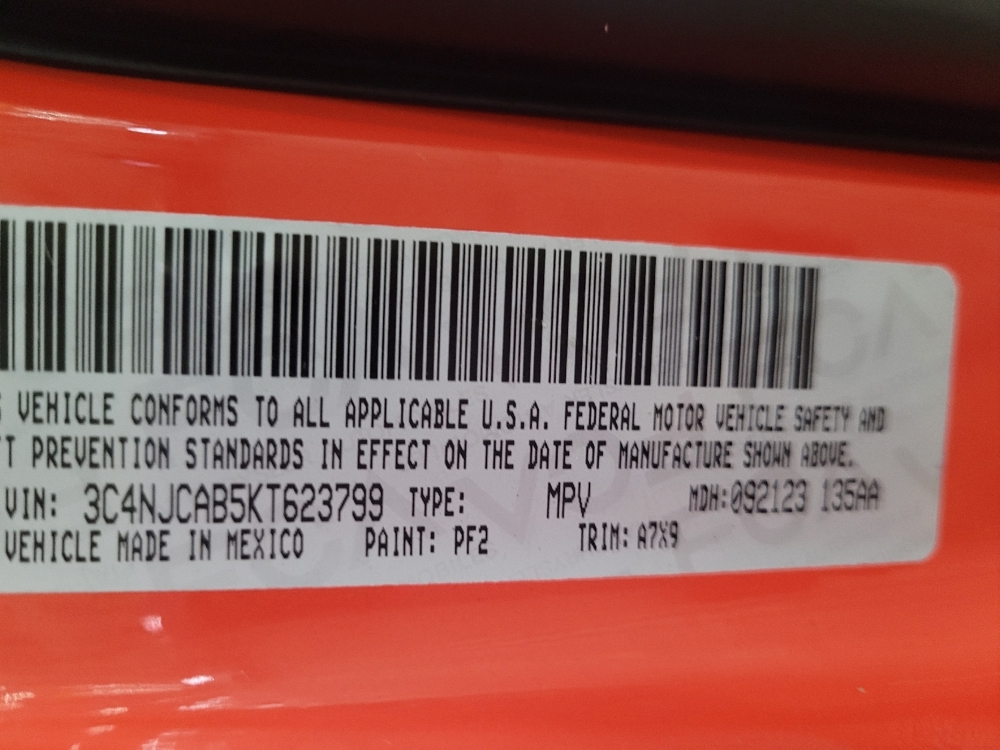 VEHICLE CONFORMS TO ALL APPLICABLE U.S.A. FEDERAL MOTOR VEHICLE SAFETY AND
PREVENTION STANDARDS IN EFFECT ON THE DATE OF MANUFACTURE SHOWN ABOVE.
VIN: 3C4NJCAB5KT623799 TYPE: MPV MDH:092123 135AA
VEHICLE MADE IN MEXICO PAINT: PF2 TRIM: A7X9